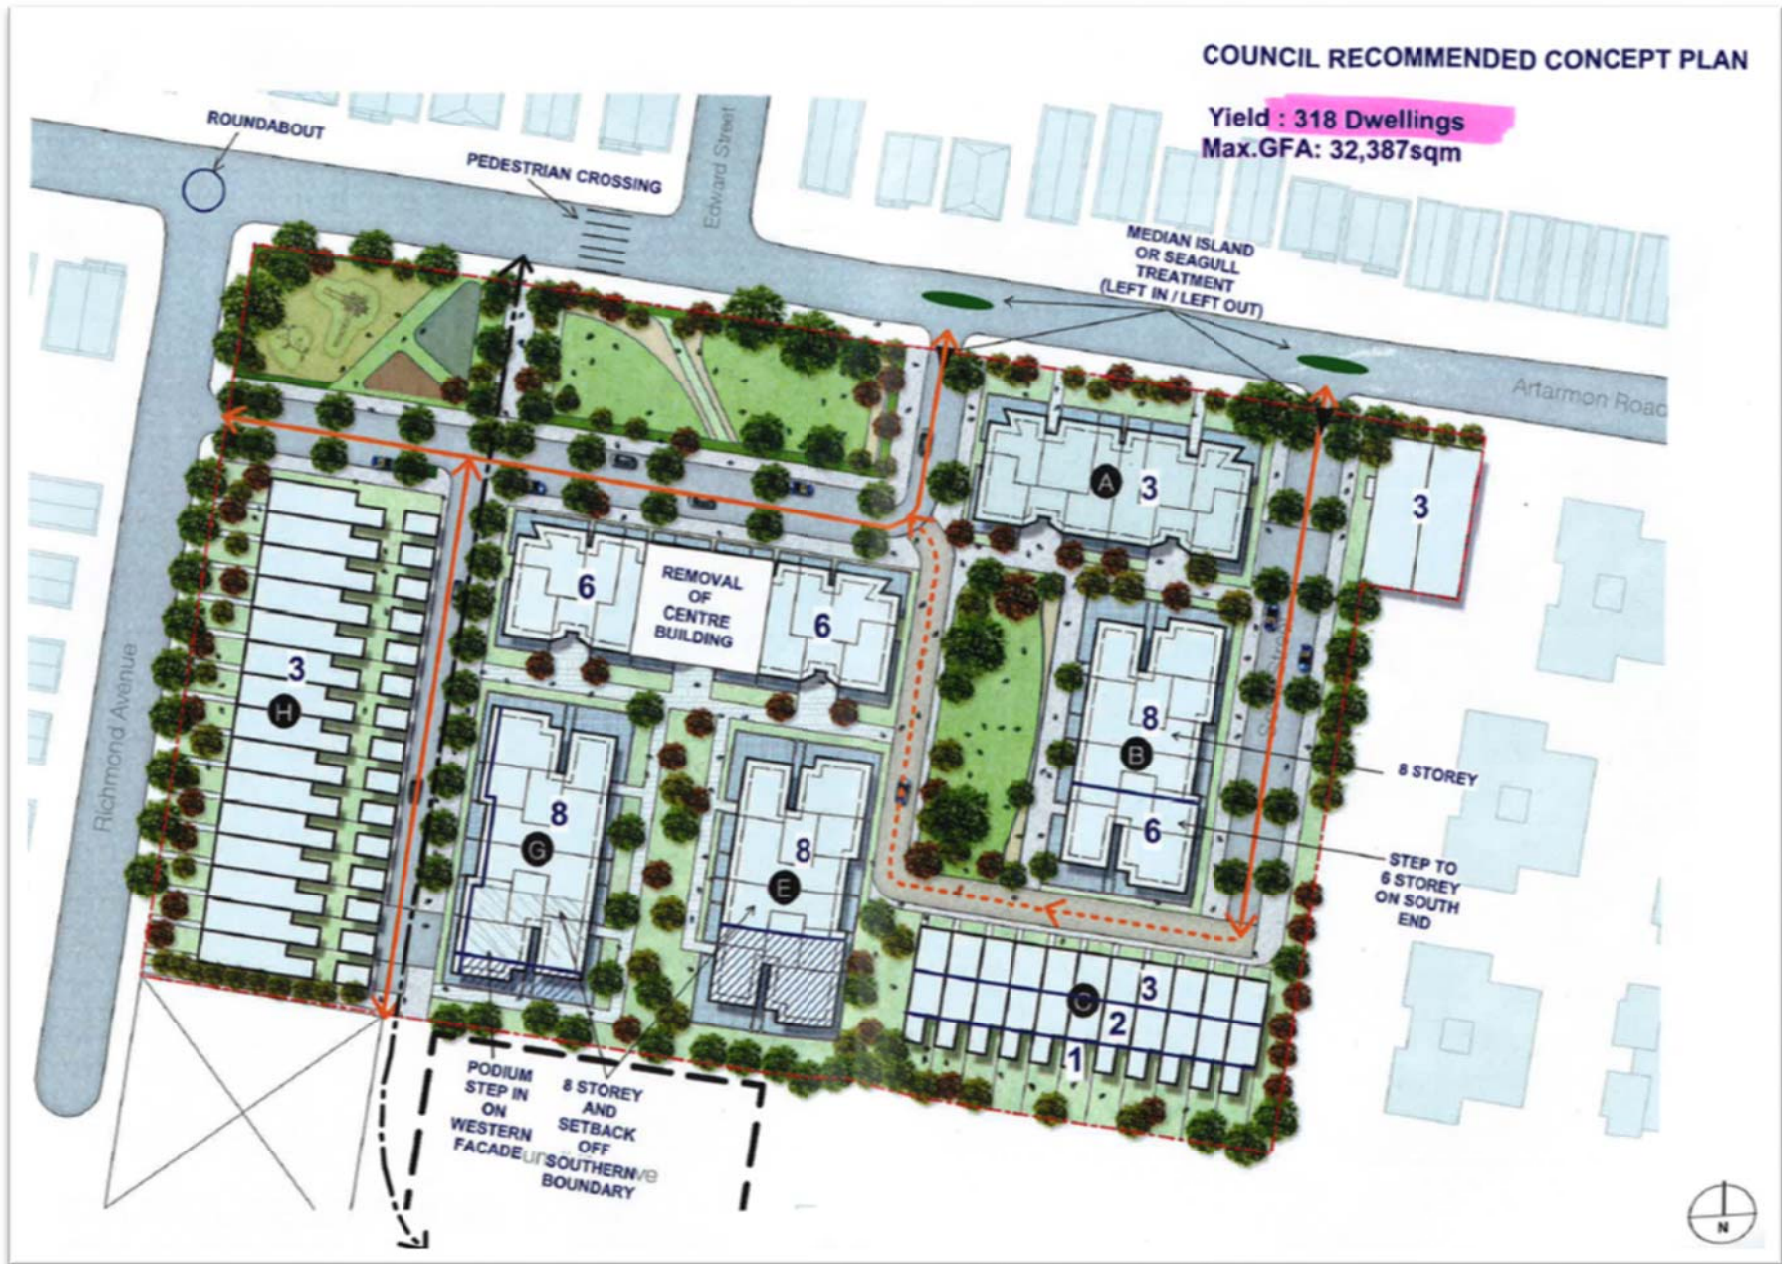 COUNCIL RECOMMENDED CONCEPT PLAN
Yield : 318 Dwellings
Max.GFA: 32,387sqm
ROUNDABOUT
PEDESTRIAN CROSSING
Edward Street
MEDIAN ISLAND
OR SEAGULL
TREATMENT
(LEFT IN / LEFT OUT)
Artarmon Road
A
3
3
6
REMOVAL
OF
CENTRE
BUILDING
6
3
H
Richmond Avenue
8
B
8 STOREY
6
STEP TO
6 STOREY
ON SOUTH
END
8
G
8
E
3
C
2
1
PODIUM
STEP IN
ON
WESTERN
FACADE
8 STOREY
AND
SETBACK
OFF
SOUTHERN
BOUNDARY
N